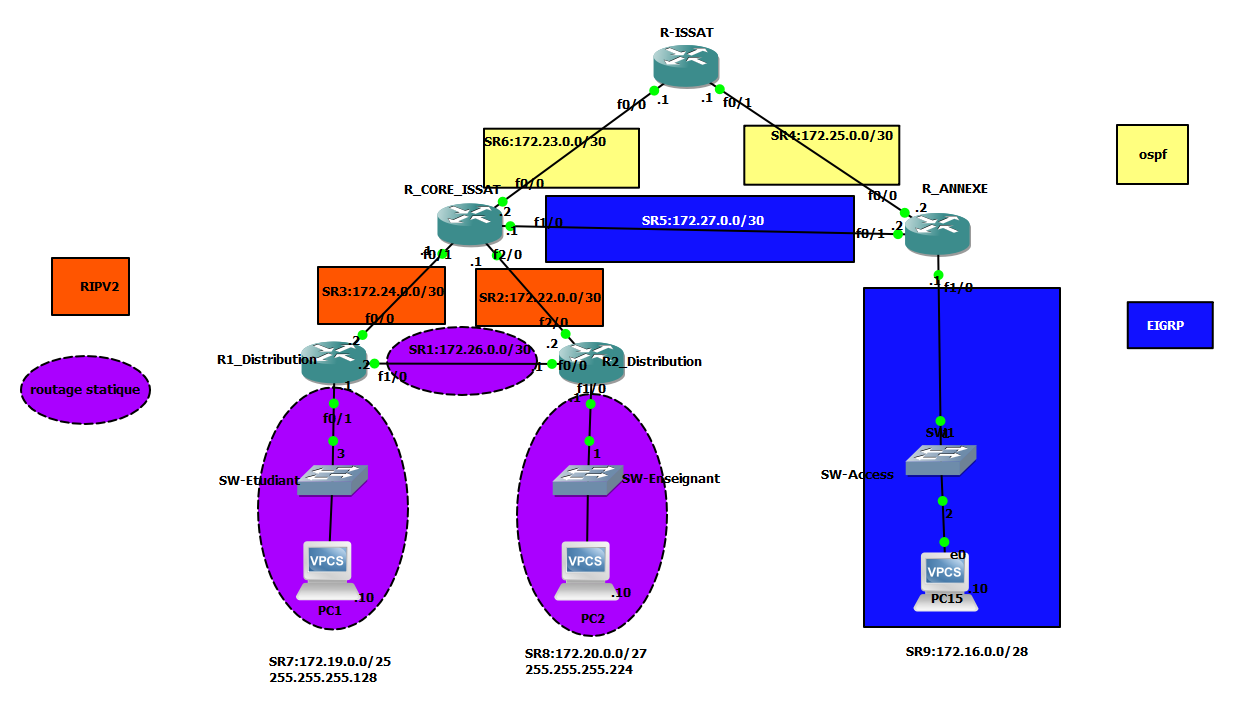 R-ISSAT
f0/0
.1
.1
f0/1
SR6:172.23.0.0/30
SR4:172.25.0.0/30
ospf
f0/0
R_CORE_ISSAT
.2
f0/0
R_ANNEXE
.2
f1/0
.1
SR5:172.27.0.0/30
.2
f0/1
.1
f0/1
.1
f2/0
RIPV2
SR3:172.24.0.0/30
SR2:172.22.0.0/30
.1
f1/0
EIGRP
f0/0
.2
f2/0
.2
R1_Distribution
SR1:172.26.0.0/30
R2_Distribution
.2
f1/0
.1
f0/0
routage statique
.1
f0/1
f1/0
.1
3
1
SW-Etudiant
SW-Enseignant
SW1
SW-Access
2
e0
VPCS
.10
PC1
VPCS
.10
PC2
VPCS
.10
PC15
SR7:172.19.0.0/25
255.255.255.128
SR8:172.20.0.0/27
255.255.255.224
SR9:172.16.0.0/28